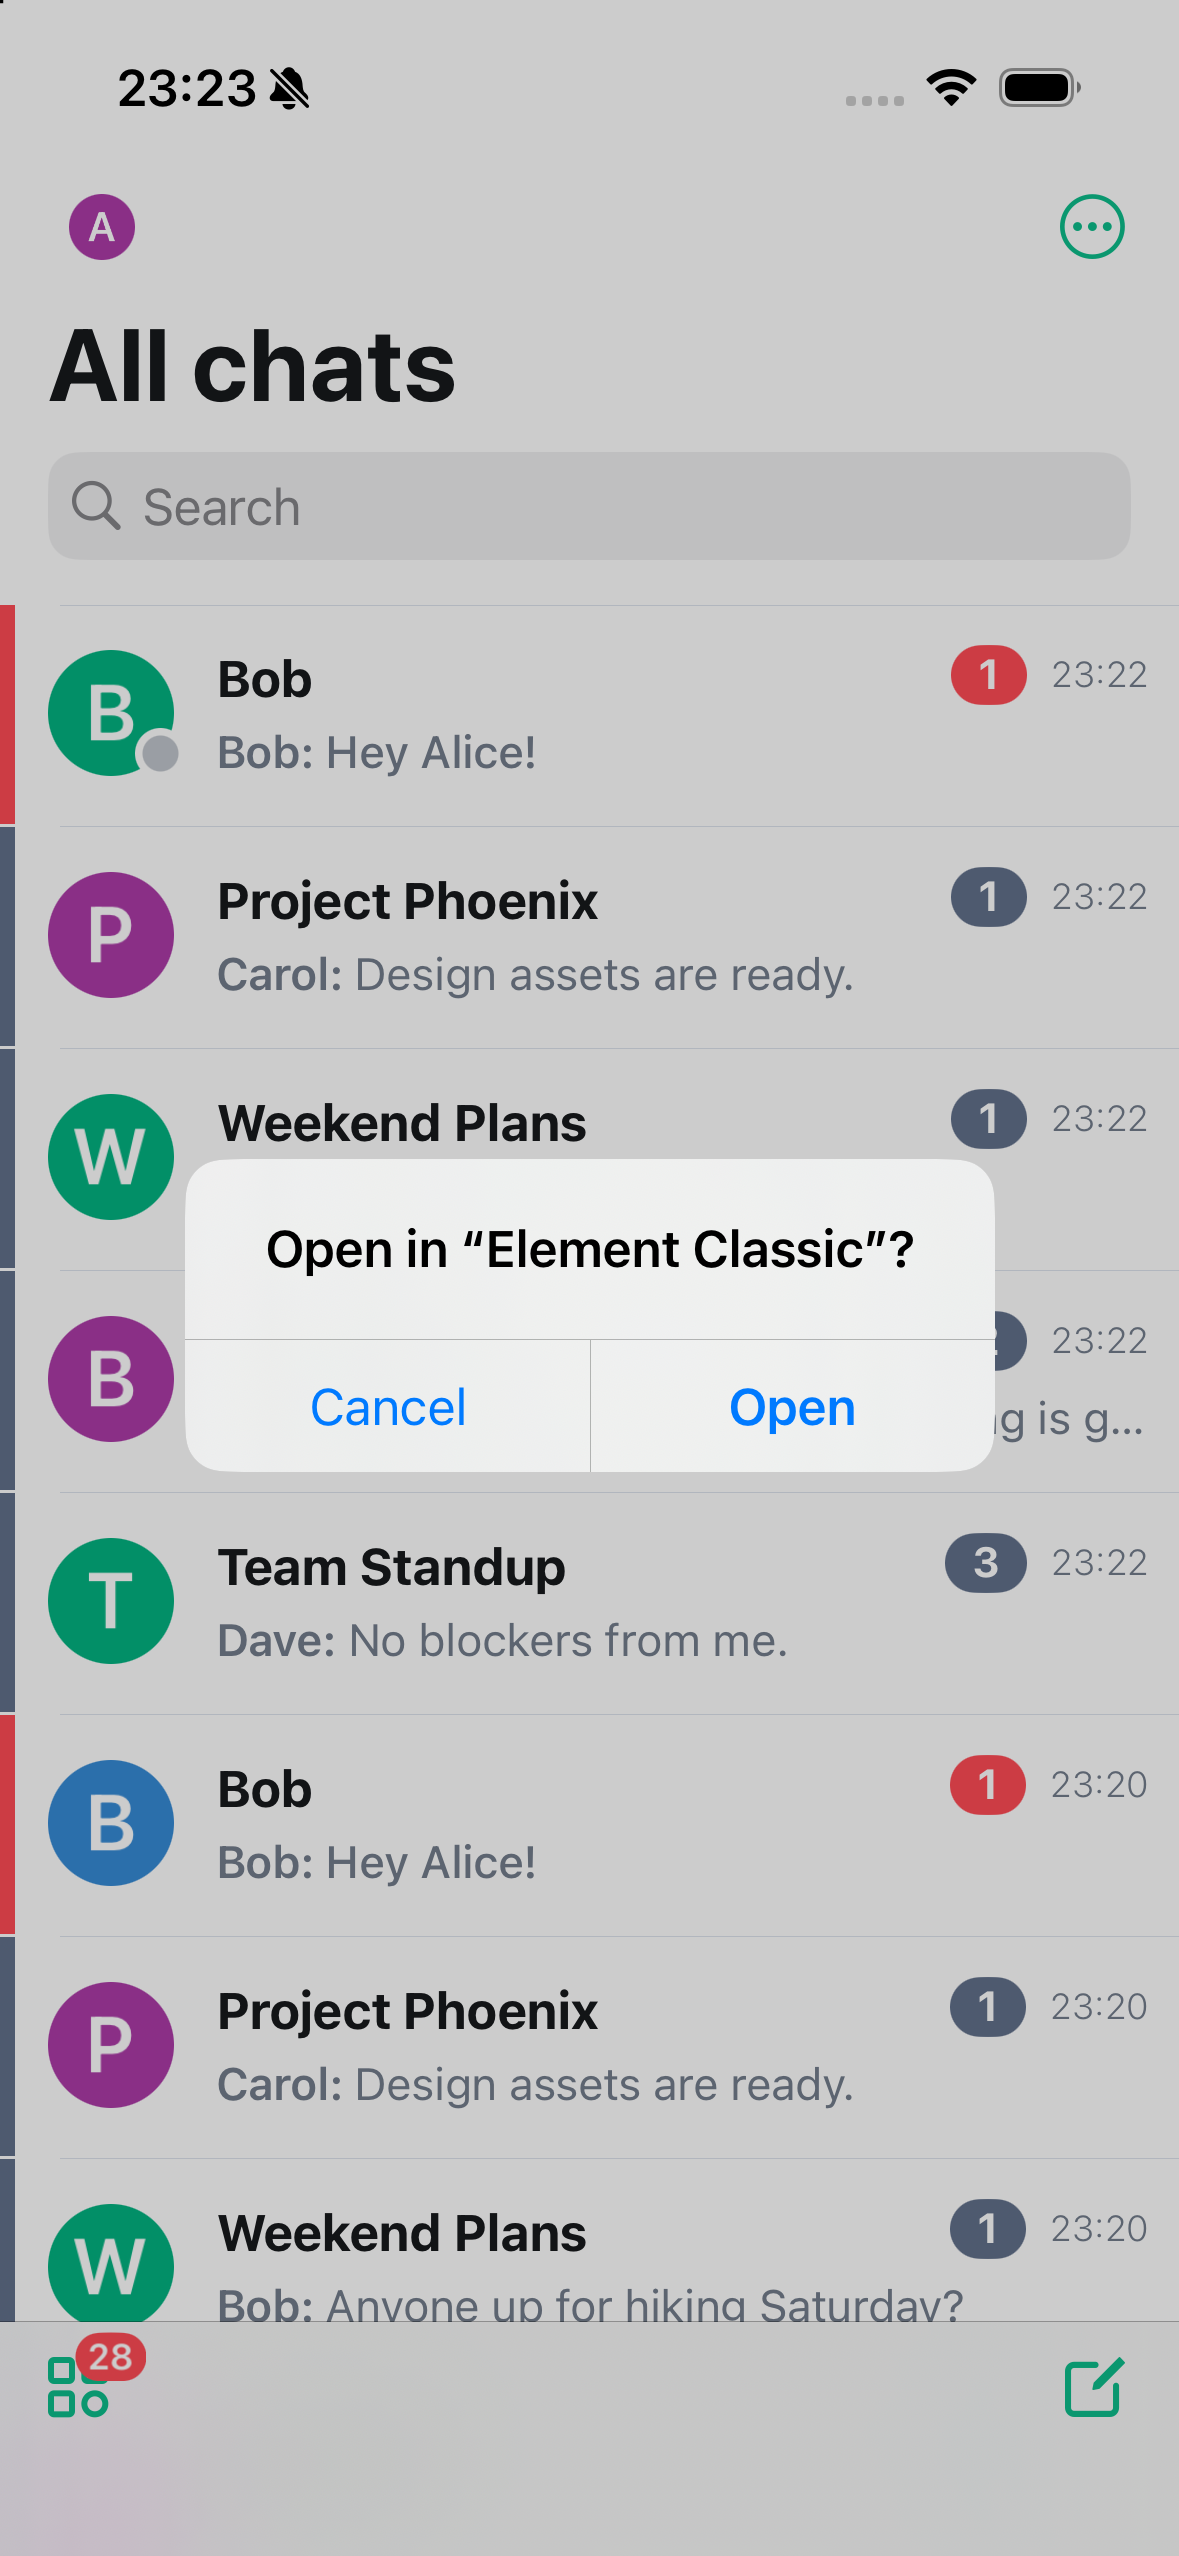 23:23
A
All chats
Search
B
Bob
1
23:22
Bob: Hey Alice!
P
Project Phoenix
1
23:22
Carol: Design assets are ready.
W
Weekend Plans
1
23:22
Open in “Element Classic”?
B
23:22
Cancel
Open
is g...
T
Team Standup
3
23:22
Dave: No blockers from me.
B
Bob
1
23:20
Bob: Hey Alice!
P
Project Phoenix
1
23:20
Carol: Design assets are ready.
W
Weekend Plans
1
23:20
Bob: Anyone up for hiking Saturday?
28